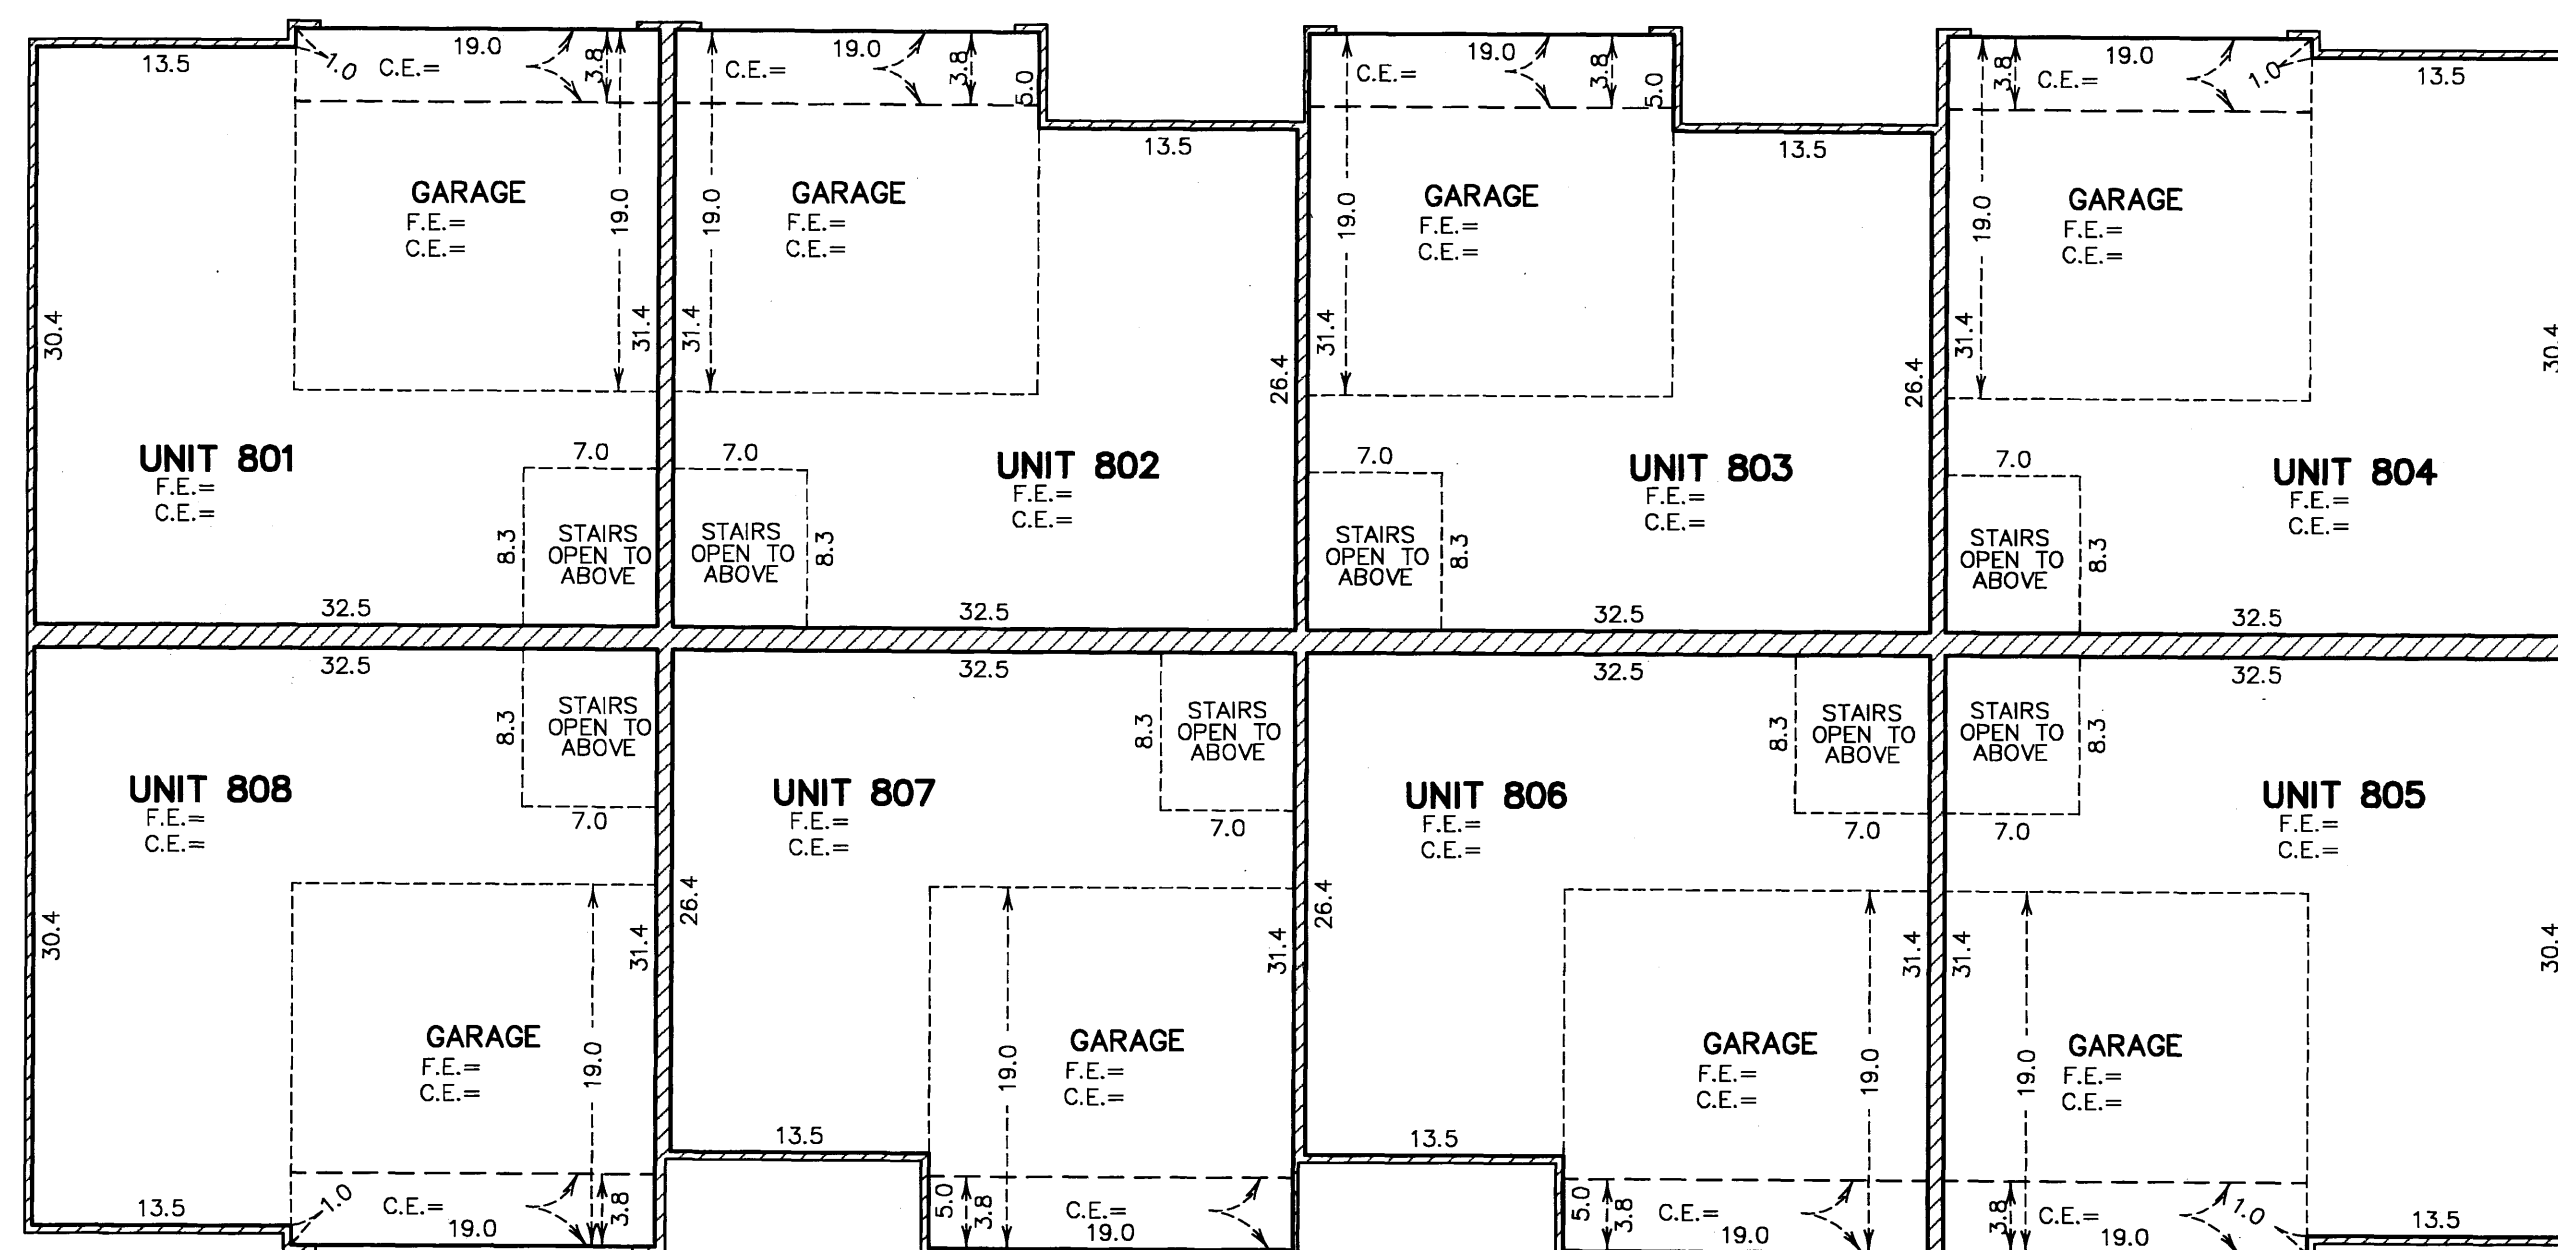 19.0
13.5
1.0
C.E.=
3.8
GARAGE
F.E.=
C.E.=
19.0
30.4
31.4
UNIT 801
F.E.=
C.E.=
7.0
8.3
STAIRS
OPEN TO
ABOVE
32.5
19.0
C.E.=
3.8
5.0
13.5
GARAGE
F.E.=
C.E.=
19.0
31.4
26.4
7.0
UNIT 802
F.E.=
C.E.=
STAIRS
OPEN TO
ABOVE
8.3
32.5
19.0
C.E.=
3.8
5.0
13.5
GARAGE
F.E.=
C.E.=
19.0
31.4
26.4
7.0
UNIT 803
F.E.=
C.E.=
STAIRS
OPEN TO
ABOVE
8.3
32.5
19.0
3.8
C.E.=
1.0
13.5
GARAGE
F.E.=
C.E.=
19.0
31.4
30.4
7.0
UNIT 804
F.E.=
C.E.=
STAIRS
OPEN TO
ABOVE
8.3
32.5
32.5
STAIRS
OPEN TO
ABOVE
8.3
7.0
UNIT 808
F.E.=
C.E.=
30.4
31.4
GARAGE
F.E.=
C.E.=
19.0
13.5
1.0
C.E.=
3.8
19.0
32.5
STAIRS
OPEN TO
ABOVE
8.3
7.0
UNIT 807
F.E.=
C.E.=
26.4
31.4
GARAGE
F.E.=
C.E.=
19.0
13.5
5.0
3.8
C.E.=
19.0
32.5
STAIRS
OPEN TO
ABOVE
8.3
7.0
UNIT 806
F.E.=
C.E.=
26.4
31.4
GARAGE
F.E.=
C.E.=
19.0
13.5
5.0
3.8
C.E.=
19.0
32.5
STAIRS
OPEN TO
ABOVE
8.3
7.0
UNIT 805
F.E.=
C.E.=
31.4
30.4
GARAGE
F.E.=
C.E.=
19.0
3.8
C.E.=
1.0
13.5
19.0